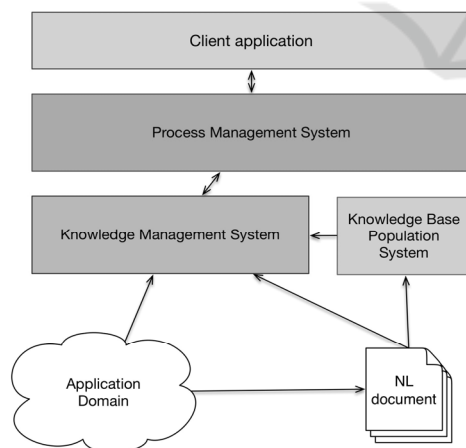 Client application
Process Management System
Knowledge Management System
Knowledge Base
Population
System
Application
Domain
NL
document